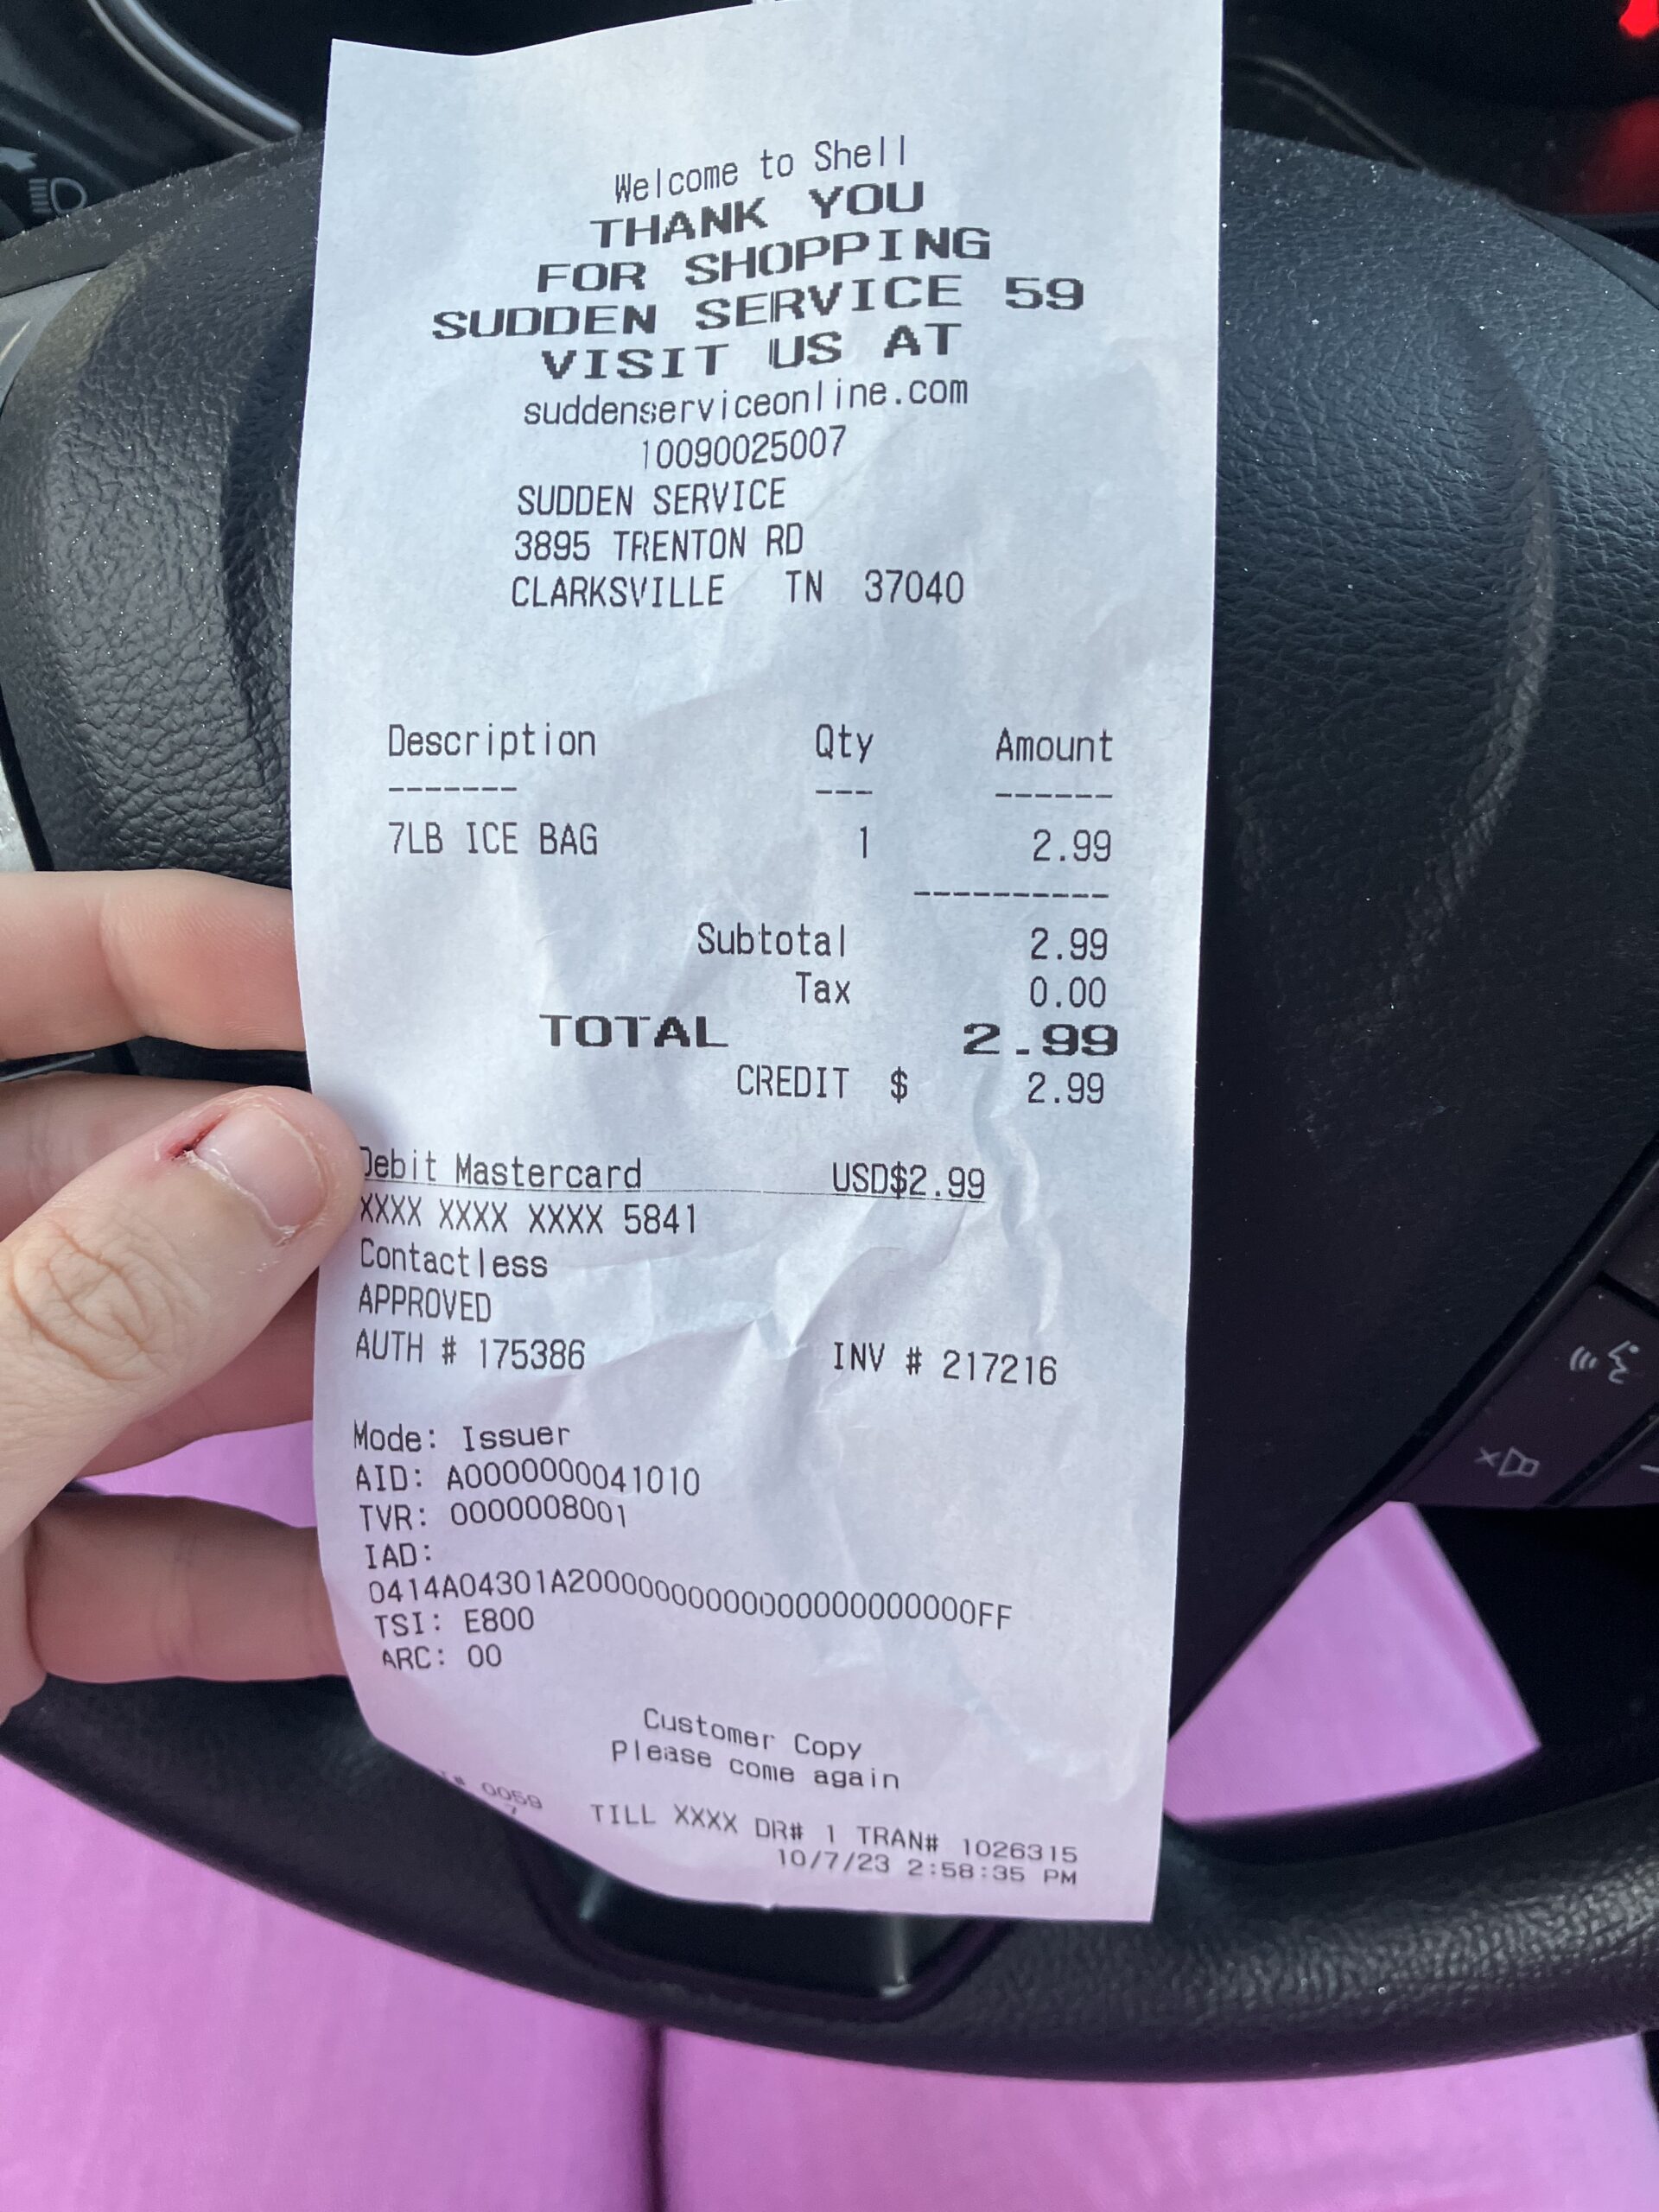 Welcome to Shell
THANK YOU
FOR SHOPPING
SUDDEN SERVICE 59
VISIT US AT
suddenserviceonline.com
10090025007
SUDDEN SERVICE
3895 TRENTON RD
CLARKSVILLE TN 37040
Description Qty Amount
------- --- ------
7LB ICE BAG 1 2.99
----------
Subtotal 2.99
Tax 0.00
TOTAL 2.99
CREDIT $ 2.99
Debit Mastercard USD$2.99
XXXX XXXX XXXX 5841
Contactless
APPROVED
AUTH # 175386 INV # 217216
Mode: Issuer
AID: A0000000041010
TVR: 0000008001
IAD:
TSI: E800
ARC: 00
Customer Copy
Please come again
0059 TILL XXXX DR# 1 TRAN# 1026315
10/7/23 2:58:35 PM